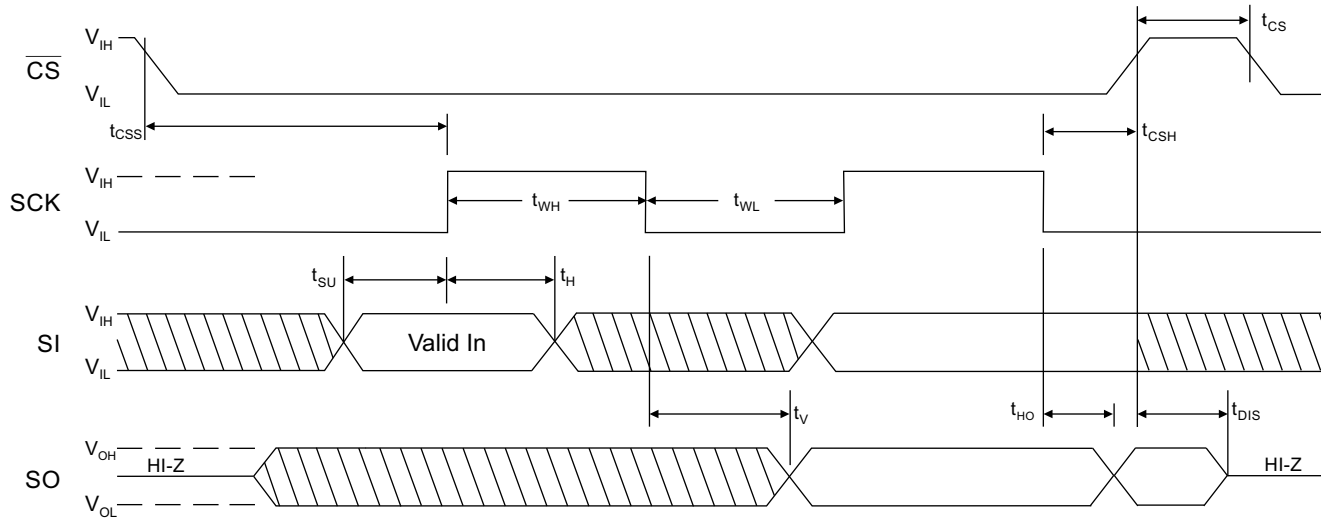 t_CS
V_IH
C̅S̅
V_IL
t_CSS
t_CSH
V_IH
SCK
t_WH
t_WL
V_IL
t_SU
t_H
V_IH
SI
Valid In
V_IL
t_V
t_HO
t_DIS
V_OH
SO
HI-Z
HI-Z
V_OL